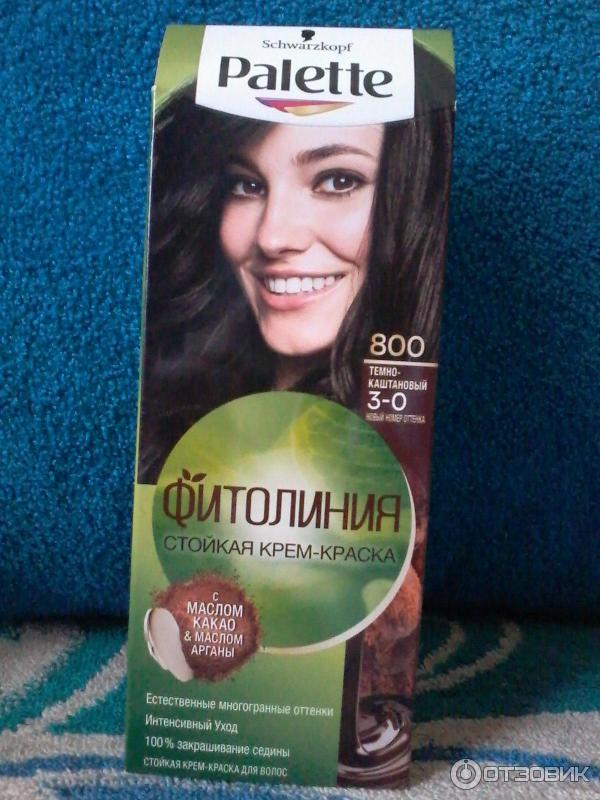 Schwarzkopf
Palette
800
ТЕМНО-
КАШТАНОВЫЙ
3-0
НОВЫЙ НОМЕР ОТТЕНКА
ФИТОЛИНИЯ
СТОЙКАЯ КРЕМ-КРАСКА
С
МАСЛОМ
КАКАО
& МАСЛОМ
АРГАНЫ
Естественные многогранные оттенки
Интенсивный Уход
100% закрашивание седины
СТОЙКАЯ КРЕМ-КРАСКА ДЛЯ ВОЛОС
ОТЗОВИК